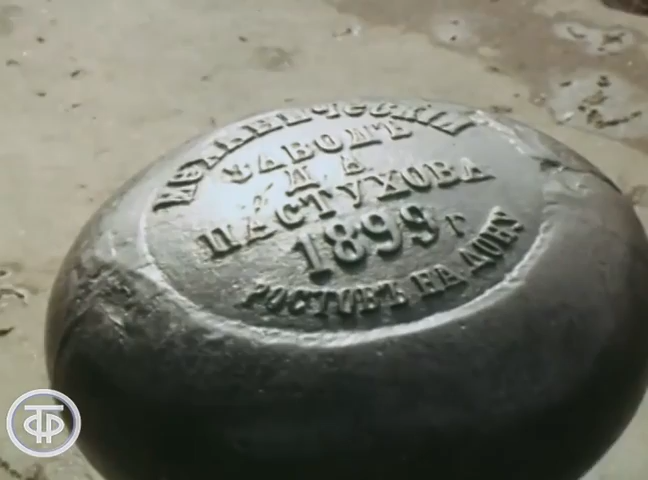 МЕХАНИЧЕСКIЙ
ЗАВОДЪ
Д А
ПАСТУХОВА
1899 Г
РОСТОВЪ НА ДОНУ